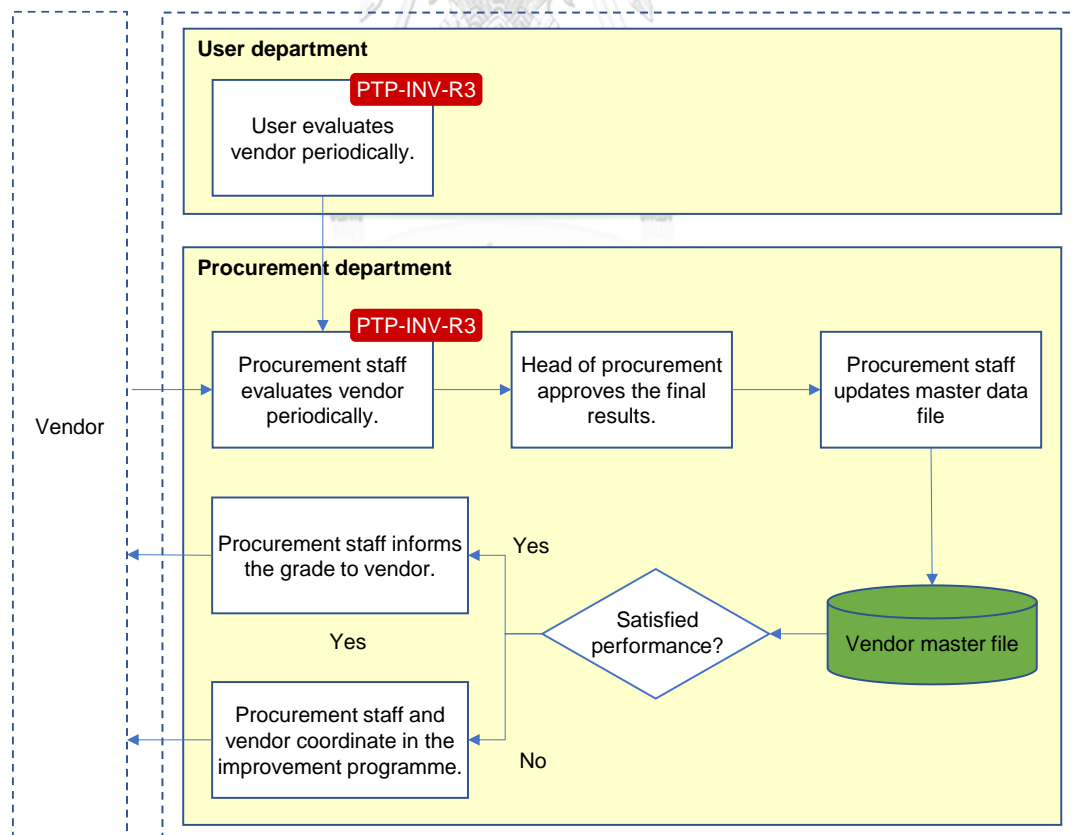 User department
PTP-INV-R3
User evaluates
vendor periodically.
Procurement department
PTP-INV-R3
Procurement staff
evaluates vendor
periodically.
Head of procurement
approves the final
results.
Procurement staff
updates master data
file
Vendor
Procurement staff informs
the grade to vendor.
Yes
Satisfied
performance?
Vendor master file
Yes
Procurement staff and
vendor coordinate in the
improvement programme.
No